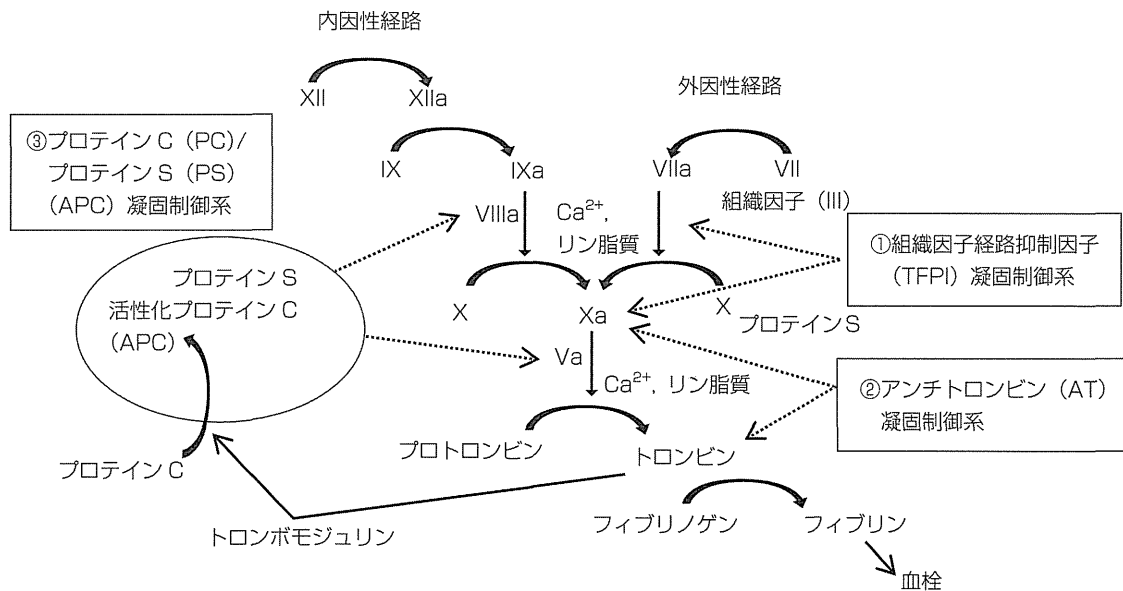 内因性経路
XII
XIIa
外因性経路
③プロテイン C（PC)/
プロテイン S（PS）
（APC）凝固制御系
IX
IXa
VIIa
VII
VIIIa
Ca²⁺,
リン脂質
組織因子（III）
①組織因子経路抑制因子
（TFPI）凝固制御系
プロテイン S
活性化プロテイン C
（APC）
X
Xa
X
プロテイン S
Va
Ca²⁺, リン脂質
②アンチトロンビン（AT）
凝固制御系
プロトロンビン
トロンビン
プロテイン C
トロンボモジュリン
フィブリノゲン
フィブリン
血栓